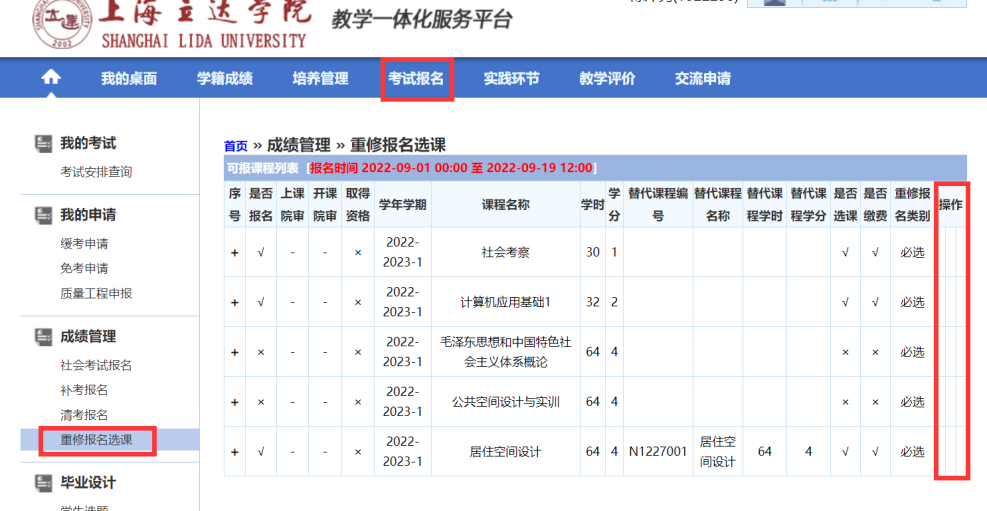 上海立达学院 教学一体化服务平台
2002
SHANGHAI LIDA UNIVERSITY
我的桌面 学籍成绩 培养管理 考试报名 实践环节 教学评价 交流申请
我的考试
考试安排查询
我的申请
缓考申请
免考申请
质量工程申报
成绩管理
社会考试报名
补考报名
清考报名
重修报名选课
毕业设计
首页 » 成绩管理 » 重修报名选课
可报课程列表 [报名时间 2022-09-01 00:00 至 2022-09-19 12:00]
序号 是否报名 上课院审 开课院审 取得资格 学年学期 课程名称 学时 学分 替代课程编号 替代课程名称 替代课程学时 替代课程学分 是否选课 是否缴费 重修报名类别 操作
+ √ - - × 2022-2023-1 社会考察 30 1 √ √ 必选
+ √ - - × 2022-2023-1 计算机应用基础1 32 2 √ √ 必选
+ × - - × 2022-2023-1 毛泽东思想和中国特色社会主义体系概论 64 4 × × 必选
+ × - - × 2022-2023-1 公共空间设计与实训 64 4 × × 必选
+ √ - - × 2022-2023-1 居住空间设计 64 4 N1227001 居住空间设计 64 4 √ √ 必选